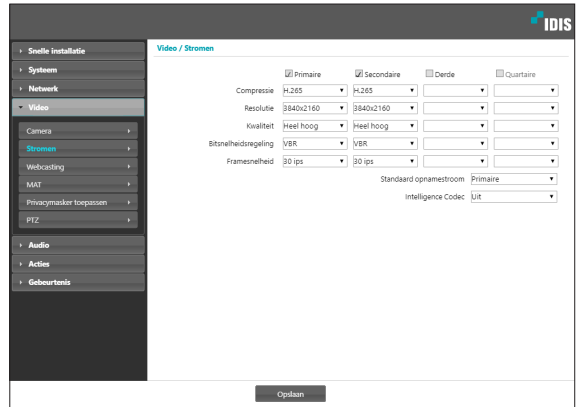 IDIS
Snelle installatie
Systeem
Netwerk
Video
Camera
Stromen
Webcasting
MAT
Privacymasker toepassen
PTZ
Audio
Acties
Gebeurtenis
Video / Stromen
Primaire Secondaire Derde Quartaire
Compressie H.265 H.265
Resolutie 3840x2160 3840x2160
Kwaliteit Heel hoog Heel hoog
Bitsnelheidsregeling VBR VBR
Framesnelheid 30 ips 30 ips
Standaard opnamestroom Primaire
Intelligence Codec Uit
Opslaan